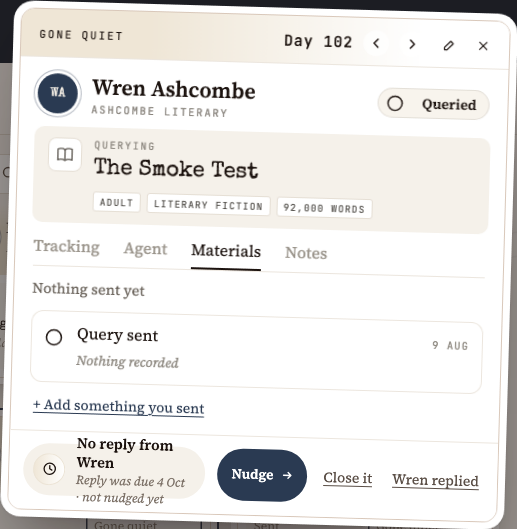 GONE QUIET
Day 102
WA
Wren Ashcombe
ASHCOMBE LITERARY
Queried
QUERYING
The Smoke Test
ADULT
LITERARY FICTION
92,000 WORDS
Tracking
Agent
Materials
Notes
Nothing sent yet
Query sent
9 AUG
Nothing recorded
+ Add something you sent
No reply from
Wren
Reply was due 4 Oct
· not nudged yet
Nudge →
Close it
Wren replied
Gone quiet
Sent